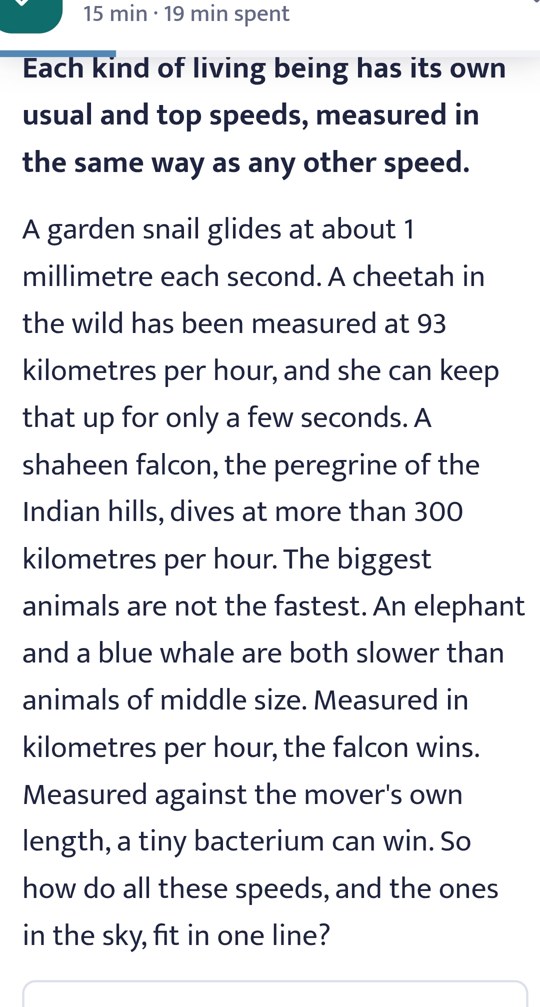 15 min · 19 min spent
Each kind of living being has its own
usual and top speeds, measured in
the same way as any other speed.
A garden snail glides at about 1
millimetre each second. A cheetah in
the wild has been measured at 93
kilometres per hour, and she can keep
that up for only a few seconds. A
shaheen falcon, the peregrine of the
Indian hills, dives at more than 300
kilometres per hour. The biggest
animals are not the fastest. An elephant
and a blue whale are both slower than
animals of middle size. Measured in
kilometres per hour, the falcon wins.
Measured against the mover's own
length, a tiny bacterium can win. So
how do all these speeds, and the ones
in the sky, fit in one line?